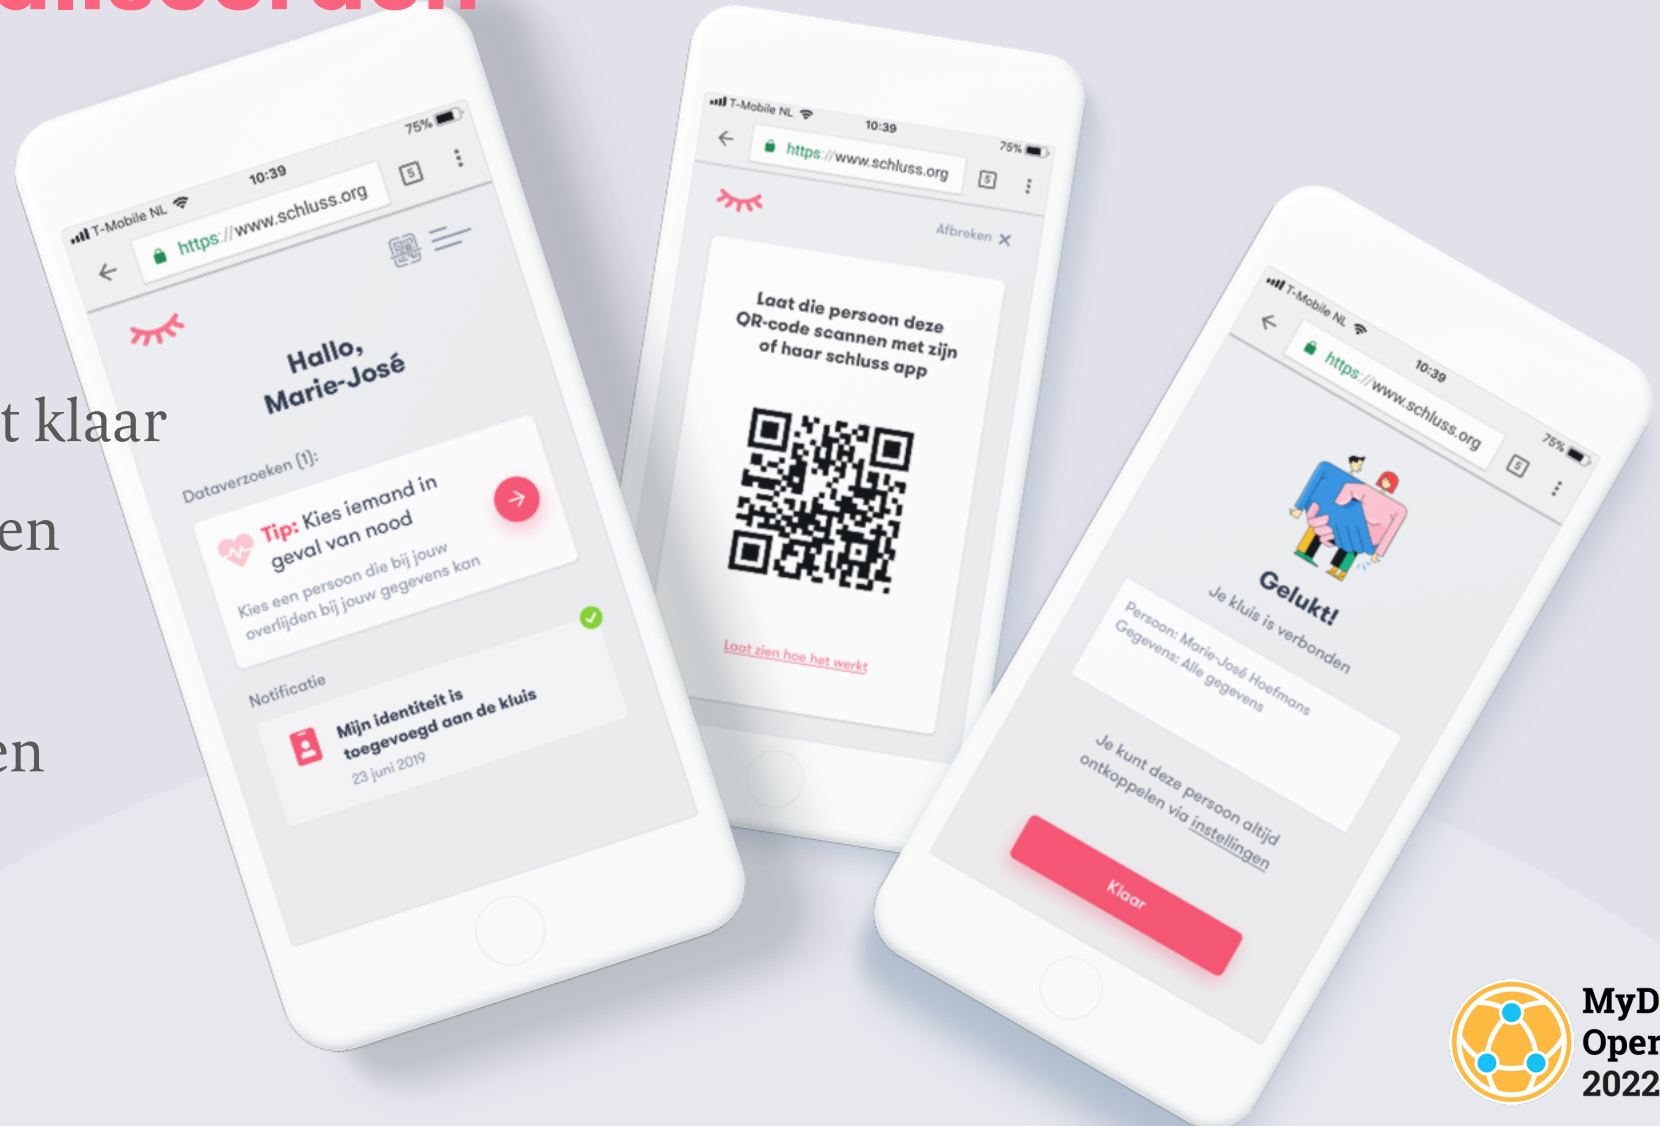 t klaar
en
en
T-Mobile NL
10:39
75%
https://www.schluss.org
5
Hallo,
Marie-José
Dataverzoeken (1):
Tip: Kies iemand in
geval van nood
Kies een persoon die bij jouw
overlijden bij jouw gegevens kan
Notificatie
Mijn identiteit is
toegevoegd aan de kluis
23 juni 2019
T-Mobile NL
10:39
75%
https://www.schluss.org
5
Afbreken
Laat die persoon deze
QR-code scannen met zijn
of haar schluss app
Laat zien hoe het werkt
T-Mobile NL
10:39
75%
https://www.schluss.org
5
Gelukt!
Je kluis is verbonden
Persoon: Marie-José Hoefmans
Gegevens: Alle gegevens
Je kunt deze persoon altijd
ontkoppelen via instellingen
Klaar
MyD
Oper
2022